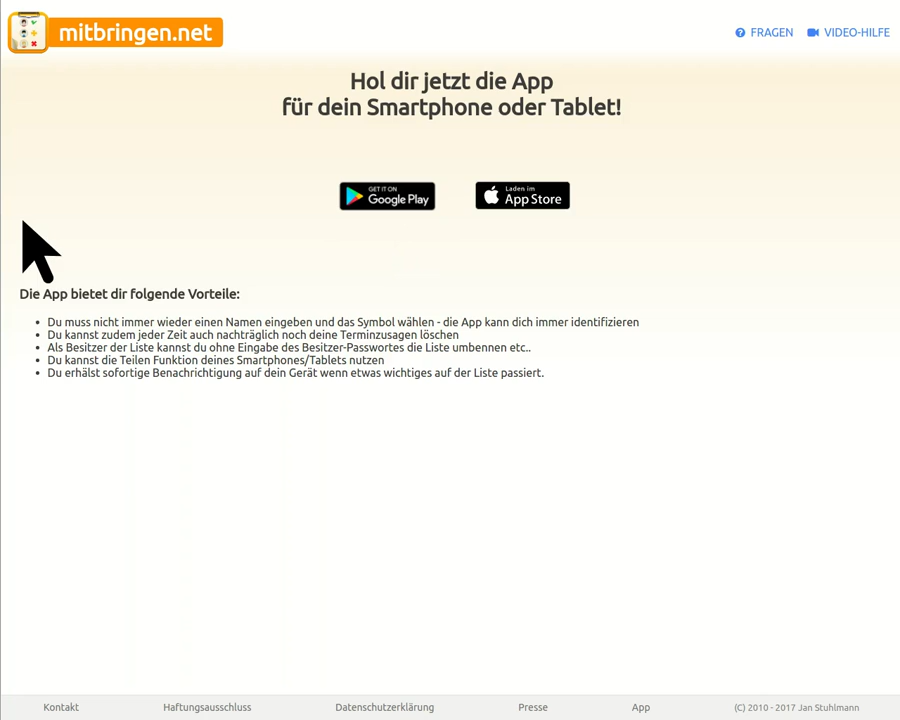 mitbringen.net
FRAGEN
VIDEO-HILFE
Hol dir jetzt die App
für dein Smartphone oder Tablet!
GET IT ON
Google Play
Laden im
App Store
Die App bietet dir folgende Vorteile:
• Du muss nicht immer wieder einen Namen eingeben und das Symbol wählen - die App kann dich immer identifizieren
• Du kannst zudem jeder Zeit auch nachträglich noch deine Terminzusagen löschen
• Als Besitzer der Liste kannst du ohne Eingabe des Besitzer-Passwortes die Liste umbennen etc..
• Du kannst die Teilen Funktion deines Smartphones/Tablets nutzen
• Du erhälst sofortige Benachrichtigung auf dein Gerät wenn etwas wichtiges auf der Liste passiert.
Kontakt
Haftungsausschluss
Datenschutzerklärung
Presse
App
(C) 2010 - 2017 Jan Stuhlmann